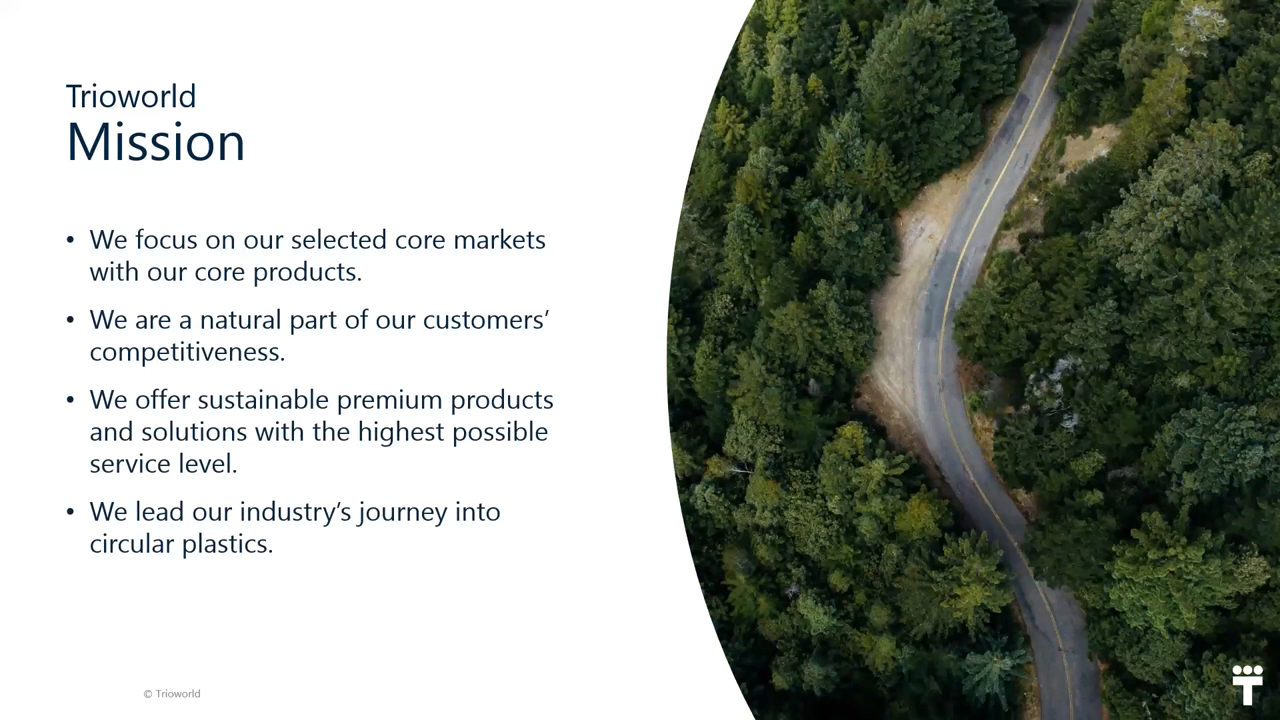 Trioworld
Mission
• We focus on our selected core markets
with our core products.
• We are a natural part of our customers’
competitiveness.
• We offer sustainable premium products
and solutions with the highest possible
service level.
• We lead our industry’s journey into
circular plastics.
© Trioworld